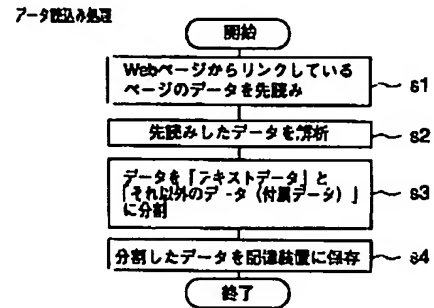 データ読込み処理
開始
Webページからリンクしている
ページのデータを先読み
s1
先読みしたデータを解析
s2
データを「テキストデータ」と
「それ以外のデータ（付属データ）」
に分割
s3
分割したデータを記憶装置に保存
s4
終了